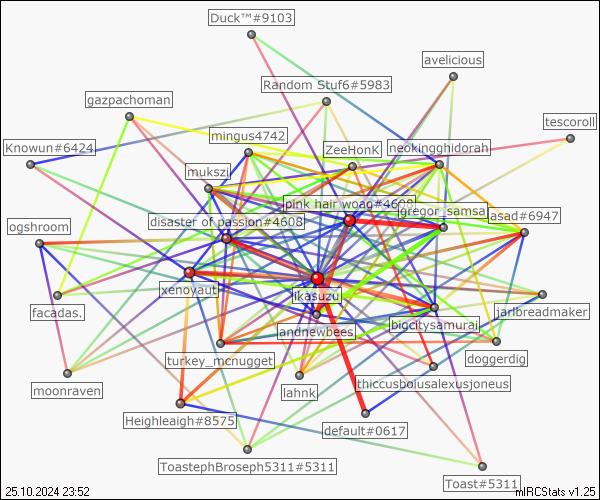 Duck™#9103
avelicious
Random Stuf6#5983
gazpachoman
tescoroll
mingus4742
Knowun#6424
ZeeHonK
neokingghidorah
mukszi
pink hair woag#4608
gregor_samsa
disaster of passion#4608
asad#6947
ogshroom
xenoyaut
ikasuzu
facadas.
jarlbreadmaker
andnewbees
bigcitysamurai
turkey_mcnugget
doggerdig
moonraven
lahnk
thiccusbojusalexusjoneus
Heighleaigh#8575
default#0617
ToastephBroseph5311#5311
Toast#5311
25.10.2024 23:52
mIRCStats v1.25